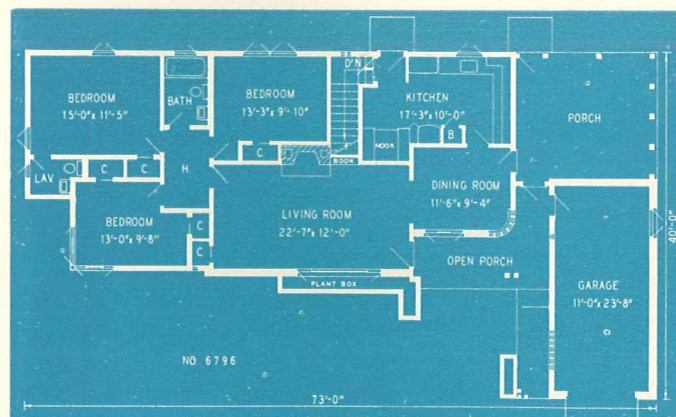 D'N
BEDROOM
15'-0" x 11'-5"
BATH
BEDROOM
13'-3" x 9'-10"
KITCHEN
17'-3" x 10'-0"
PORCH
NOOK
B
C
BOOK
LAV.
C
C
H
DINING ROOM
11'-6" x 9'-4"
BEDROOM
13'-0" x 9'-8"
C
C
LIVING ROOM
22'-7" x 12'-0"
OPEN PORCH
40'-0"
GARAGE
11'-0" x 23'-8"
PLANT BOX
NO. 6796
73'-0"